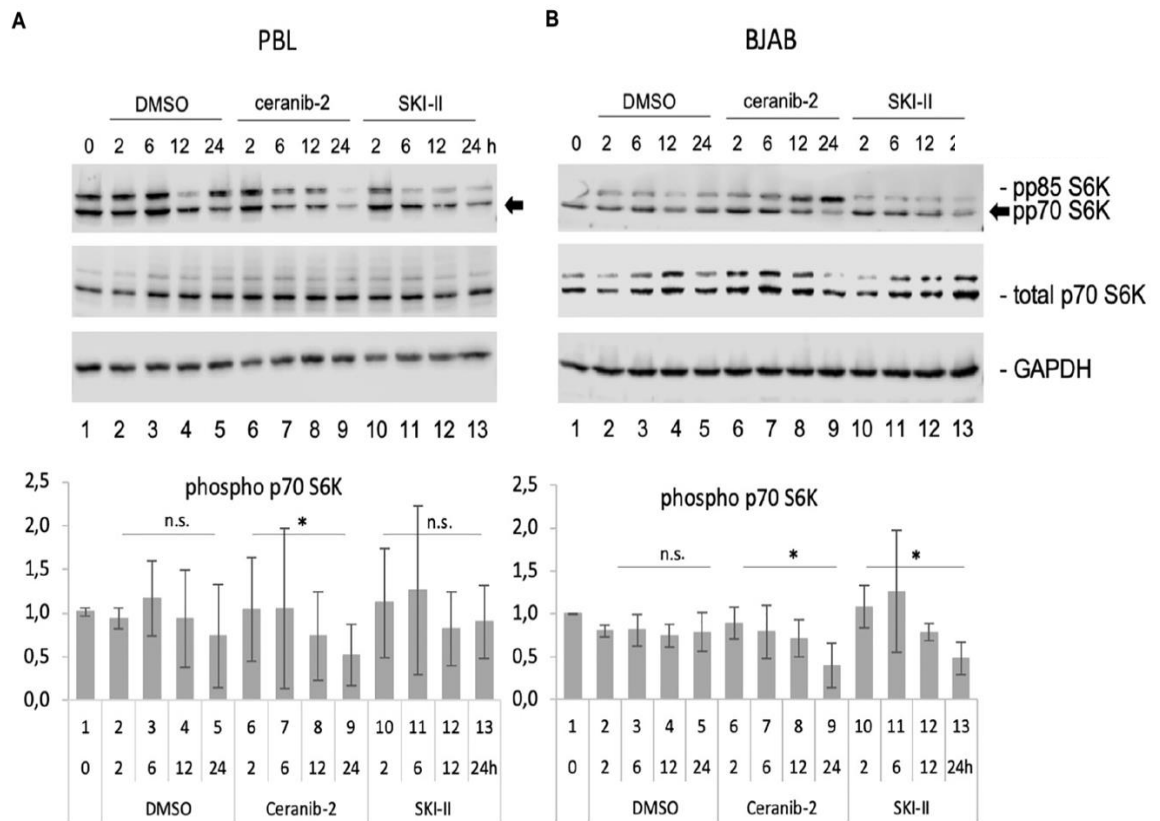 A
PBL
DMSO ceranib-2 SKI-II
0 2 6 12 24 2 6 12 24 2 6 12 24 h
1 2 3 4 5 6 7 8 9 10 11 12 13
phospho p70 S6K
n.s. * n.s.
2,5
2,0
1,5
1,0
0,5
0,0
1 2 3 4 5 6 7 8 9 10 11 12 13
0 2 6 12 24 2 6 12 24 2 6 12 24h
DMSO Ceranib-2 SKI-II
B
BJAB
DMSO ceranib-2 SKI-II
0 2 6 12 24 2 6 12 24 2 6 12 2
- pp85 S6K
pp70 S6K
- total p70 S6K
- GAPDH
1 2 3 4 5 6 7 8 9 10 11 12 13
phospho p70 S6K
n.s. * *
2,5
2,0
1,5
1,0
0,5
0,0
1 2 3 4 5 6 7 8 9 10 11 12 13
0 2 6 12 24 2 6 12 24 2 6 12 24h
DMSO Ceranib-2 SKI-II